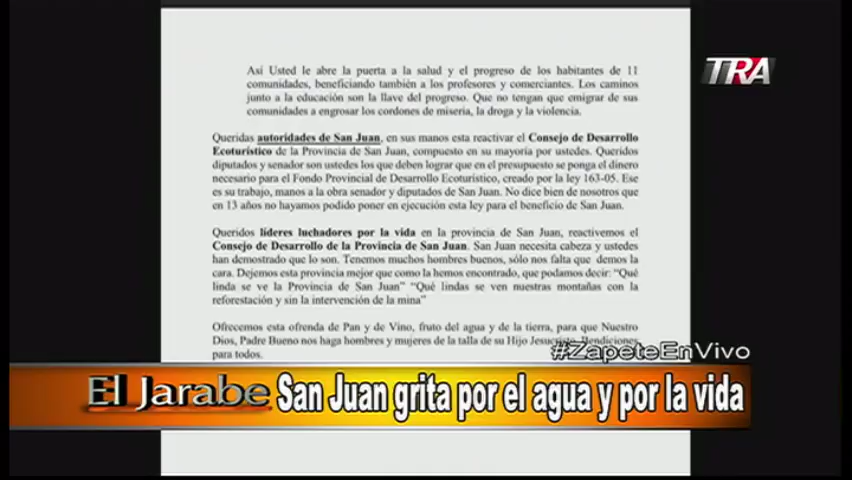 Así Usted le abre la puerta a la salud y el progreso de los habitantes de 11
comunidades, beneficiando también a los profesores y comerciantes. Los caminos
junto a la educación son la llave del progreso. Que no tengan que emigrar de sus
comunidades a engrosar los cordones de miseria, la droga y la violencia.
TRA
Queridas autoridades de San Juan, en sus manos esta reactivar el Consejo de Desarrollo
Ecoturístico de la Provincia de San Juan, compuesto en su mayoría por ustedes. Queridos
diputados y senador son ustedes los que deben lograr que en el presupuesto se ponga el dinero
necesario para el Fondo Provincial de Desarrollo Ecoturístico, creado por la ley 163-05. Ese
es su trabajo, manos a la obra senador y diputados de San Juan. No dice bien de nosotros que
en 13 años no hayamos podido poner en ejecución esta ley para el beneficio de San Juan.
Queridos líderes luchadores por la vida en la provincia de San Juan, reactivemos el
Consejo de Desarrollo de la Provincia de San Juan. San Juan necesita cabeza y ustedes
han demostrado que lo son. Tenemos muchos hombres buenos, sólo nos falta que demos la
cara. Dejemos esta provincia mejor que como la hemos encontrado, que podamos decir: “Qué
linda se ve la Provincia de San Juan” “Qué lindas se ven nuestras montañas con la
reforestación y sin la intervención de la mina”
Ofrecemos esta ofrenda de Pan y de Vino, fruto del agua y de la tierra, para que Nuestro
Dios, Padre Bueno nos haga hombres y mujeres de la talla de su Hijo Jesucristo. Bendiciones
para todos.
#ZapeteEnVivo
El Jarabe San Juan grita por el agua y por la vida